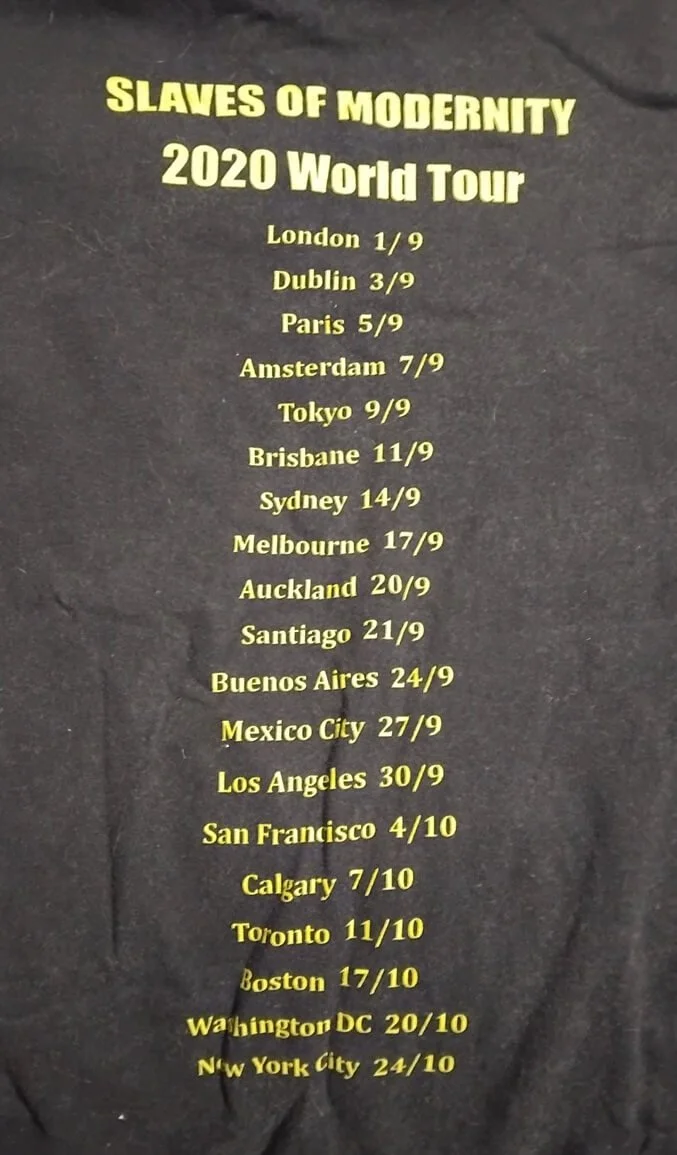 SLAVES OF MODERNITY
2020 World Tour
London 1/9
Dublin 3/9
Paris 5/9
Amsterdam 7/9
Tokyo 9/9
Brisbane 11/9
Sydney 14/9
Melbourne 17/9
Auckland 20/9
Santiago 21/9
Buenos Aires 24/9
Mexico City 27/9
Los Angeles 30/9
San Francisco 4/10
Calgary 7/10
Toronto 11/10
Boston 17/10
Washington DC 20/10
New York City 24/10